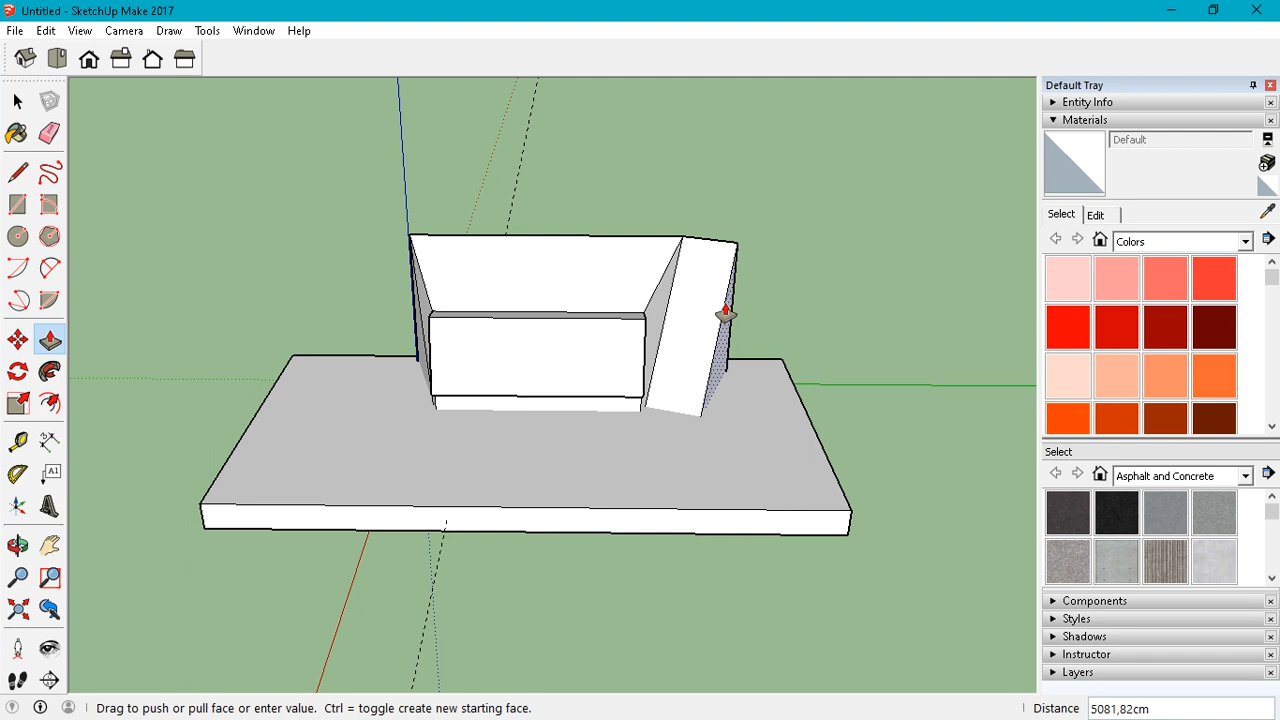 Untitled - SketchUp Make 2017
File Edit View Camera Draw Tools Window Help
Default Tray
Entity Info
Materials
Default
Select Edit
Colors
Select
Asphalt and Concrete
Components
Styles
Shadows
Instructor
Layers
A1
Drag to push or pull face or enter value. Ctrl = toggle create new starting face.
Distance 5081,82cm